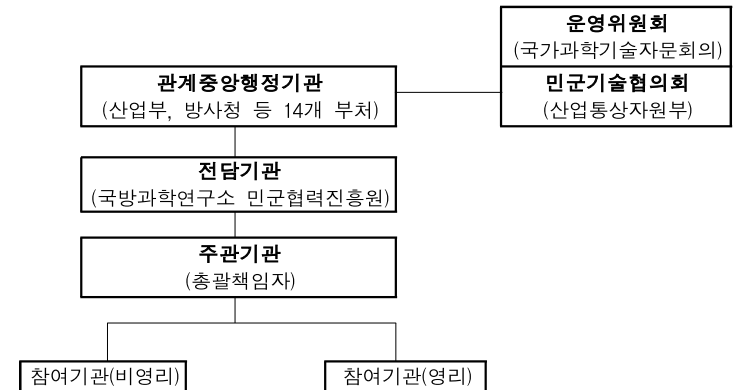 운영위원회
(국가과학기술자문회의)
관계중앙행정기관
(산업부, 방사청 등 14개 부처)
민군기술협의회
(산업통상자원부)
전담기관
(국방과학연구소 민군협력진흥원)
주관기관
(총괄책임자)
참여기관(비영리)
참여기관(영리)